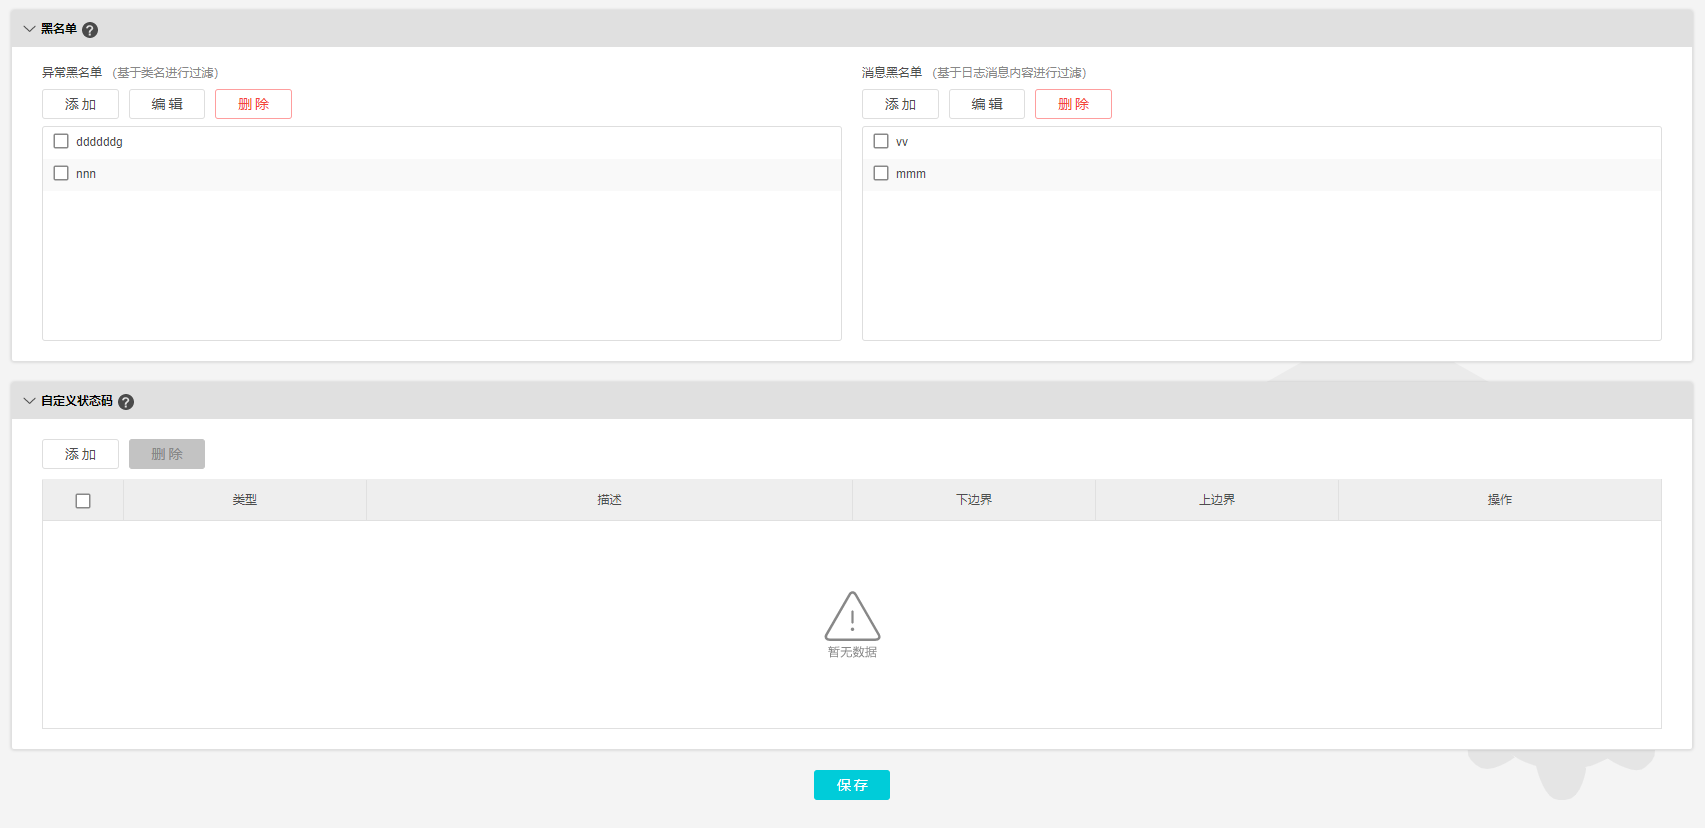 黑名单
异常黑名单 (基于类名进行过滤)
添加 编辑 删除
ddddddg
nnn
消息黑名单 (基于日志消息内容进行过滤)
添加 编辑 删除
vv
mmm
自定义状态码
添加 删除
类型 描述 下边界 上边界 操作
暂无数据
保存